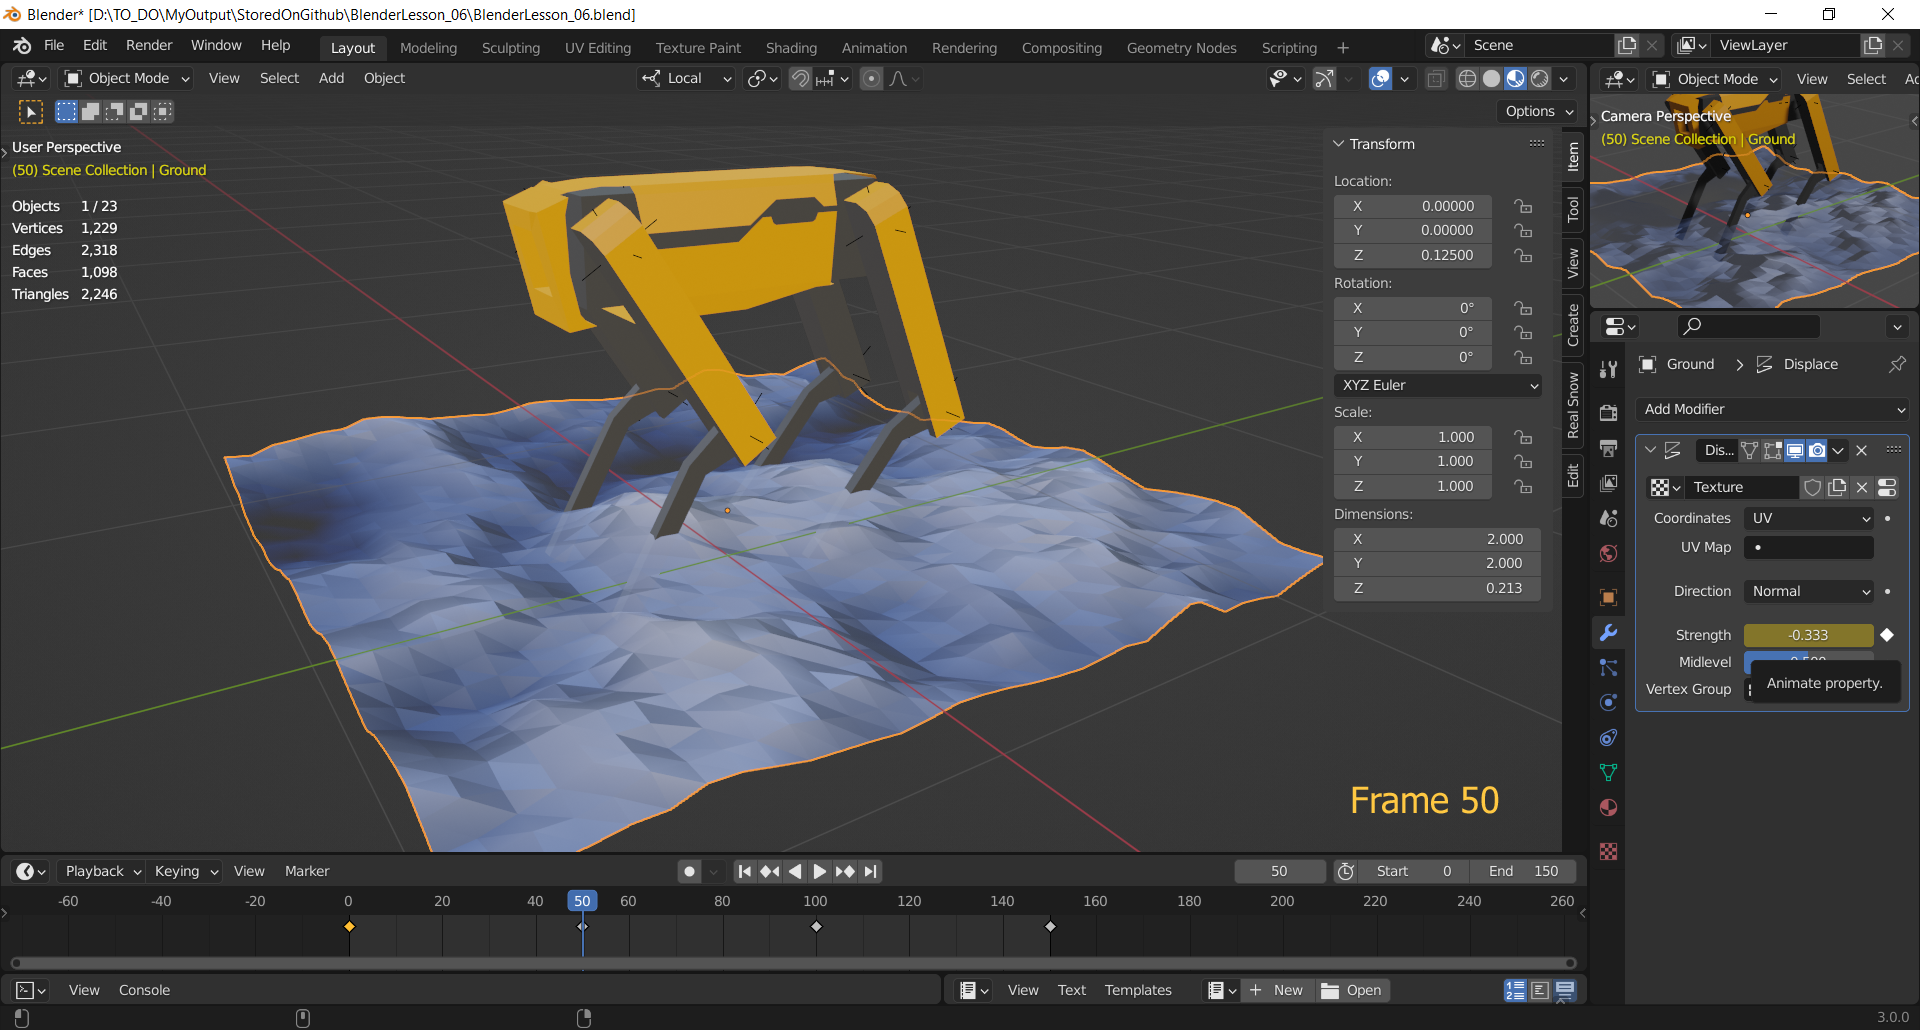 Blender* [D:\TO_DO\MyOutput\StoredOnGithub\BlenderLesson_06\BlenderLesson_06.blend]
File Edit Render Window Help Layout Modeling Sculpting UV Editing Texture Paint Shading Animation Rendering Compositing Geometry Nodes Scripting + Scene ViewLayer
Object Mode View Select Add Object Local Object Mode View Select
Options
User Perspective
(50) Scene Collection | Ground
Objects 1 / 23
Vertices 1,229
Edges 2,318
Faces 1,098
Triangles 2,246
Transform
Location:
X 0.00000
Y 0.00000
Z 0.12500
Rotation:
X 0°
Y 0°
Z 0°
XYZ Euler
Scale:
X 1.000
Y 1.000
Z 1.000
Dimensions:
X 2.000
Y 2.000
Z 0.213
Item
Tool
View
Create
Real Snow
Edit
Camera Perspective
(50) Scene Collection | Ground
Ground Displace
Add Modifier
Dis...
Texture
Coordinates UV
UV Map
Direction Normal
Strength -0.333
Midlevel
Vertex Group
Animate property.
Frame 50
Playback Keying View Marker 50 Start 0 End 150
-60 -40 -20 0 20 40 50 60 80 100 120 140 160 180 200 220 240 260
View Console View Text Templates New Open
3.0.0